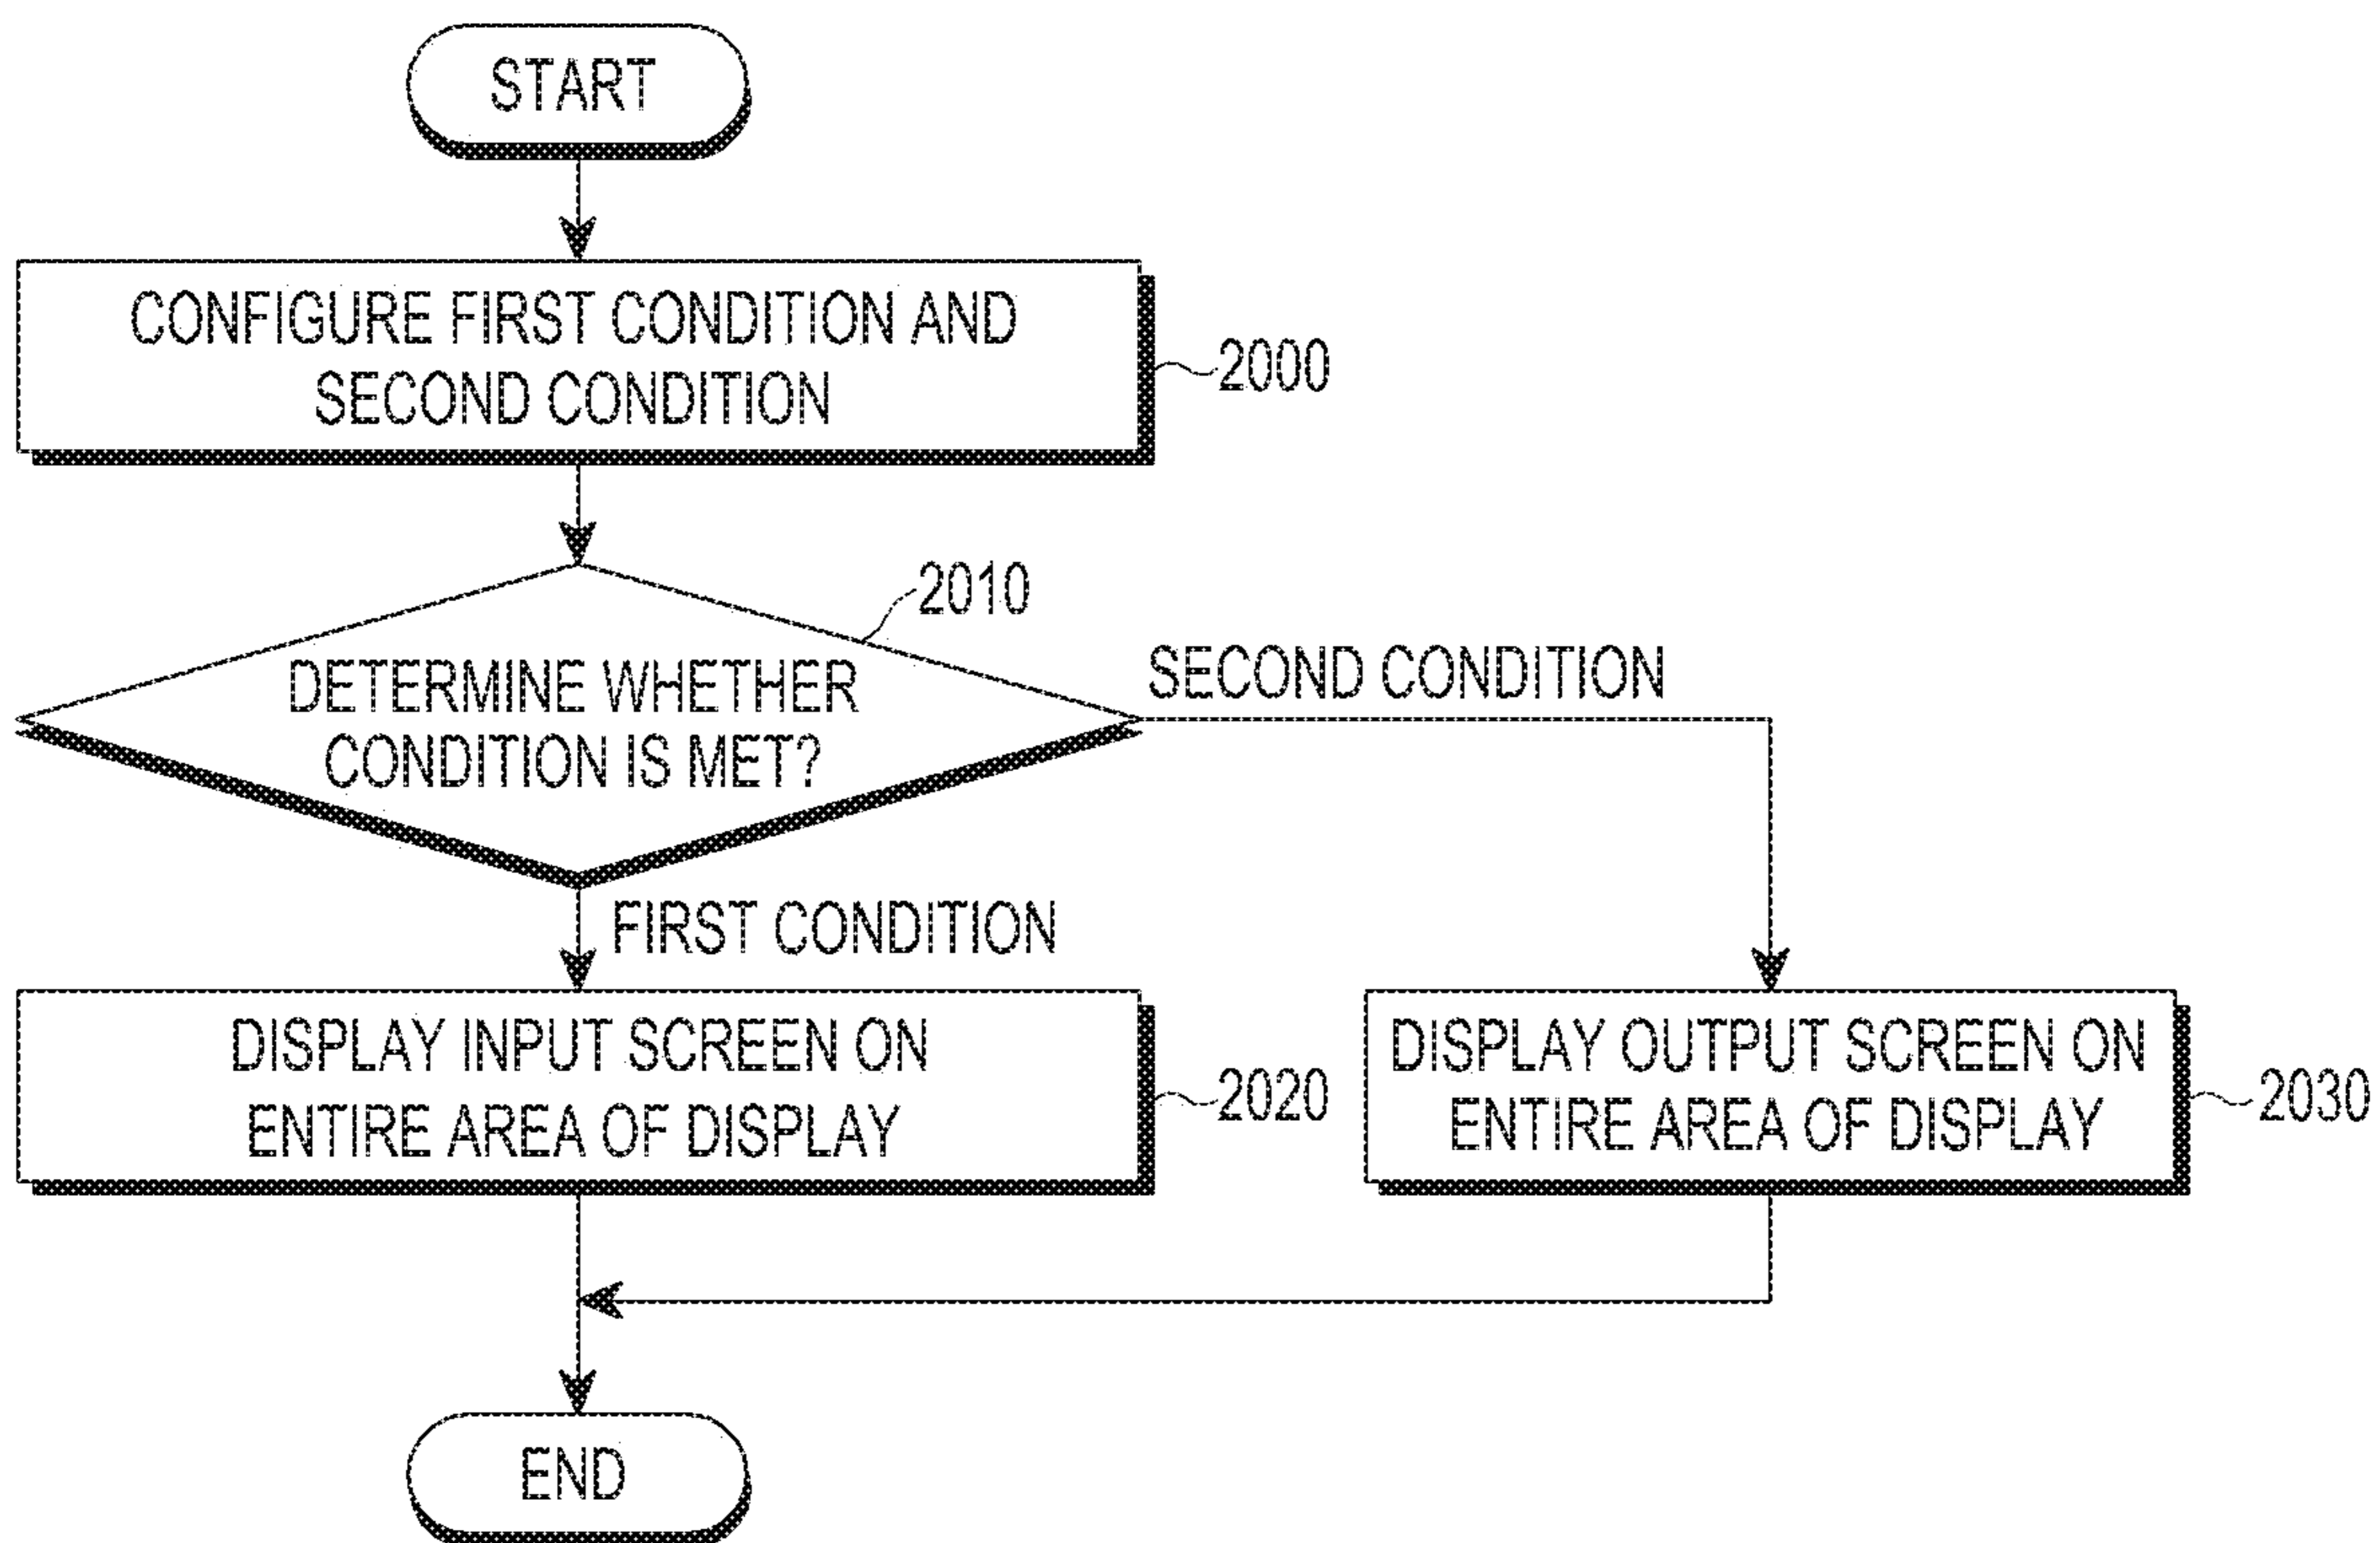 START
CONFIGURE FIRST CONDITION AND
SECOND CONDITION
2000
2010
DETERMINE WHETHER
CONDITION IS MET?
SECOND CONDITION
FIRST CONDITION
DISPLAY INPUT SCREEN ON
ENTIRE AREA OF DISPLAY
2020
DISPLAY OUTPUT SCREEN ON
ENTIRE AREA OF DISPLAY
2030
END